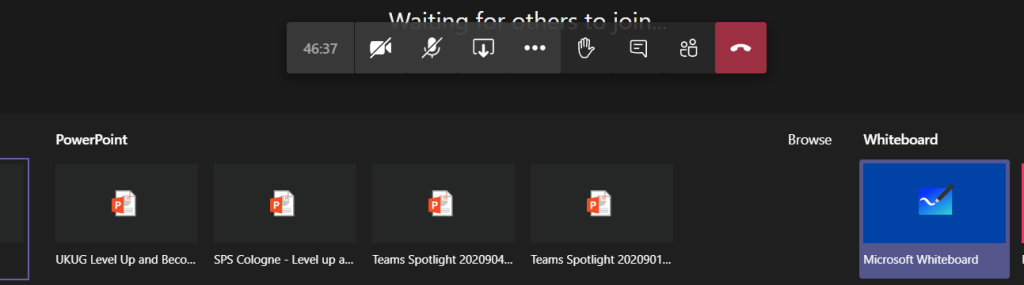 Waiting for others to join...
46:37
PowerPoint
Browse
Whiteboard
UKUG Level Up and Beco...
SPS Cologne - Level up a...
Teams Spotlight 20200904...
Teams Spotlight 20200901...
Microsoft Whiteboard